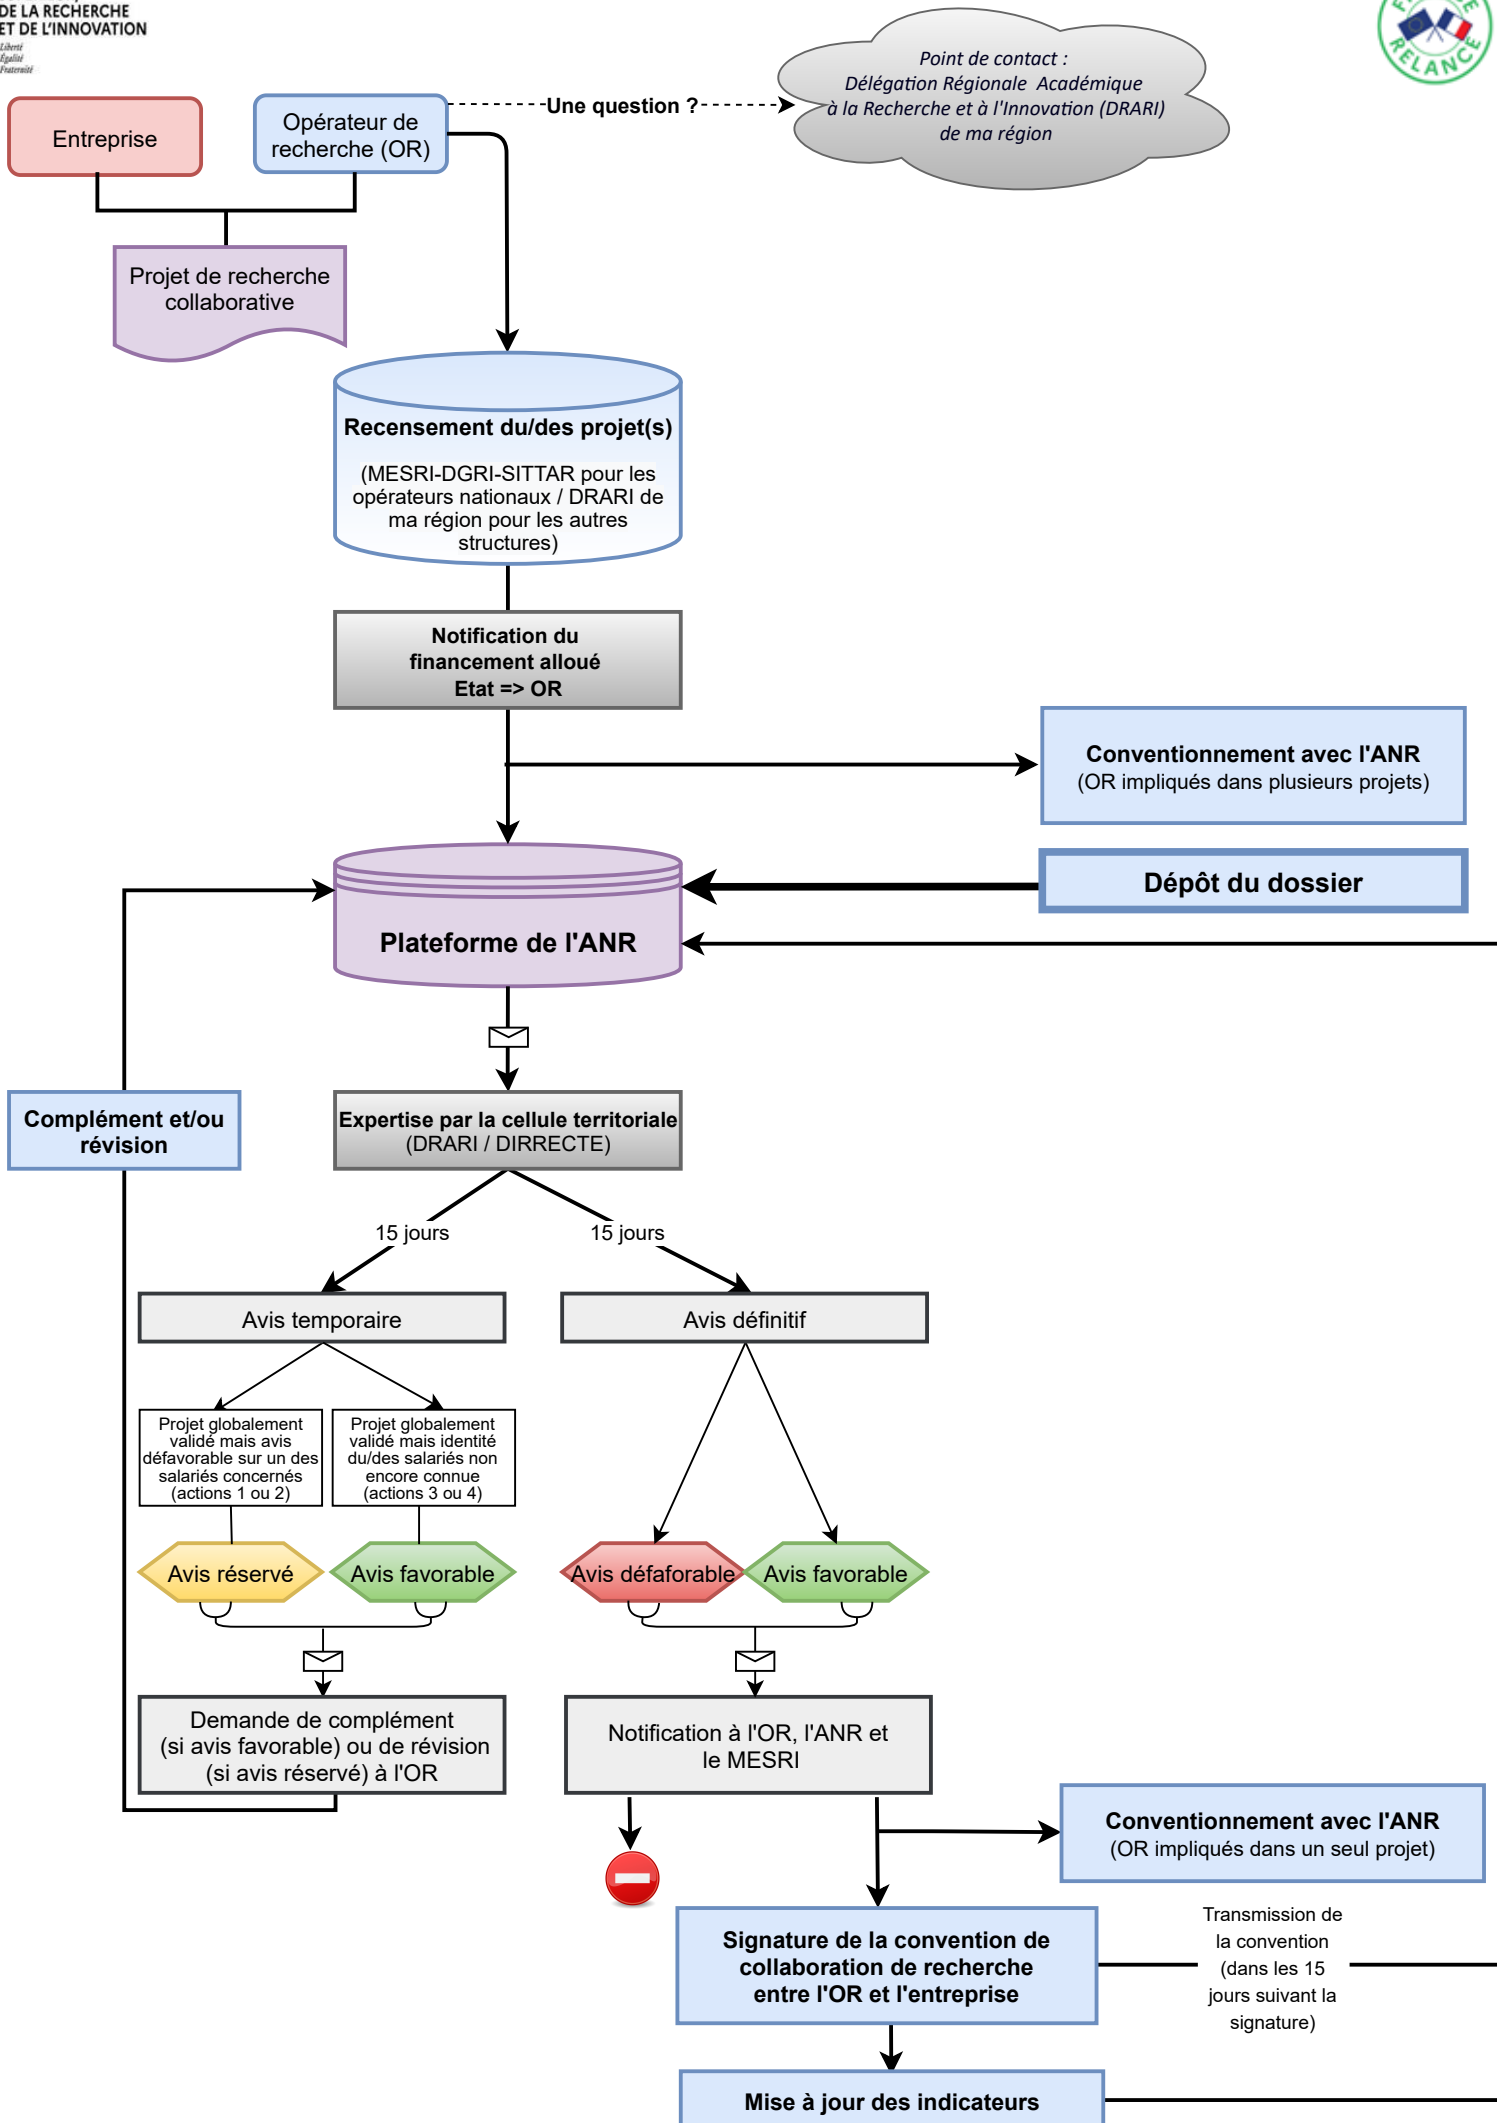 DE LA RECHERCHE
ET DE L'INNOVATION
Liberté
Égalité
Fraternité
RELANCE
Point de contact :
Délégation Régionale Académique
à la Recherche et à l'Innovation (DRARI)
de ma région
Entreprise
Opérateur de
recherche (OR)
Une question ?
Projet de recherche
collaborative
Recensement du/des projet(s)
(MESRI-DGRI-SITTAR pour les
opérateurs nationaux / DRARI de
ma région pour les autres
structures)
Notification du
financement alloué
Etat => OR
Conventionnement avec l'ANR
(OR impliqués dans plusieurs projets)
Dépôt du dossier
Plateforme de l'ANR
Complément et/ou
révision
Expertise par la cellule territoriale
(DRARI / DIRRECTE)
15 jours
15 jours
Avis temporaire
Avis définitif
Projet globalement
validé mais avis
défavorable sur un des
salariés concernés
(actions 1 ou 2)
Projet globalement
validé mais identité
du/des salariés non
encore connue
(actions 3 ou 4)
Avis réservé
Avis favorable
Avis défaforable
Avis favorable
Demande de complément
(si avis favorable) ou de révision
(si avis réservé) à l'OR
Notification à l'OR, l'ANR et
le MESRI
Conventionnement avec l'ANR
(OR impliqués dans un seul projet)
Signature de la convention de
collaboration de recherche
entre l'OR et l'entreprise
Transmission de
la convention
(dans les 15
jours suivant la
signature)
Mise à jour des indicateurs